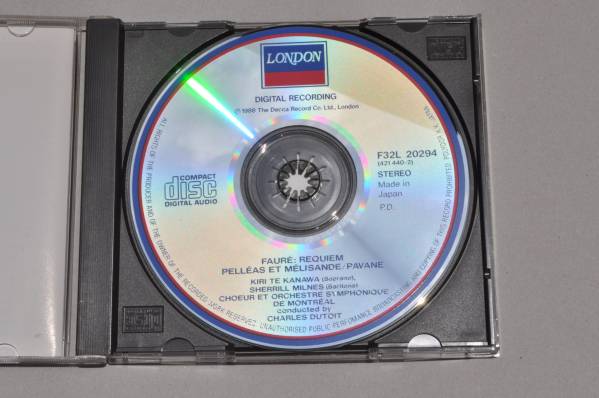 LONDON
DIGITAL RECORDING
℗1988 The Decca Record Co. Ltd., London
F32L 20294
(421 440-2)
STEREO
Made in
Japan
P.D.
COMPACT
disc
DIGITAL AUDIO
FAURÉ: REQUIEM
PELLÉAS ET MÉLISANDE/PAVANE
KIRI TE KANAWA (Soprano),
SHERRILL MILNES (Baritone)
CHOEUR ET ORCHESTRE SYMPHONIQUE
DE MONTRÉAL
conducted by
CHARLES DUTOIT
ALL RIGHTS OF THE PRODUCER AND OF THE OWNER OF THE RECORDED WORK RESERVED. UNAUTHORISED PUBLIC PERFORMANCE BROADCASTING AND COPYING OF THIS RECORD PROHIBITED.